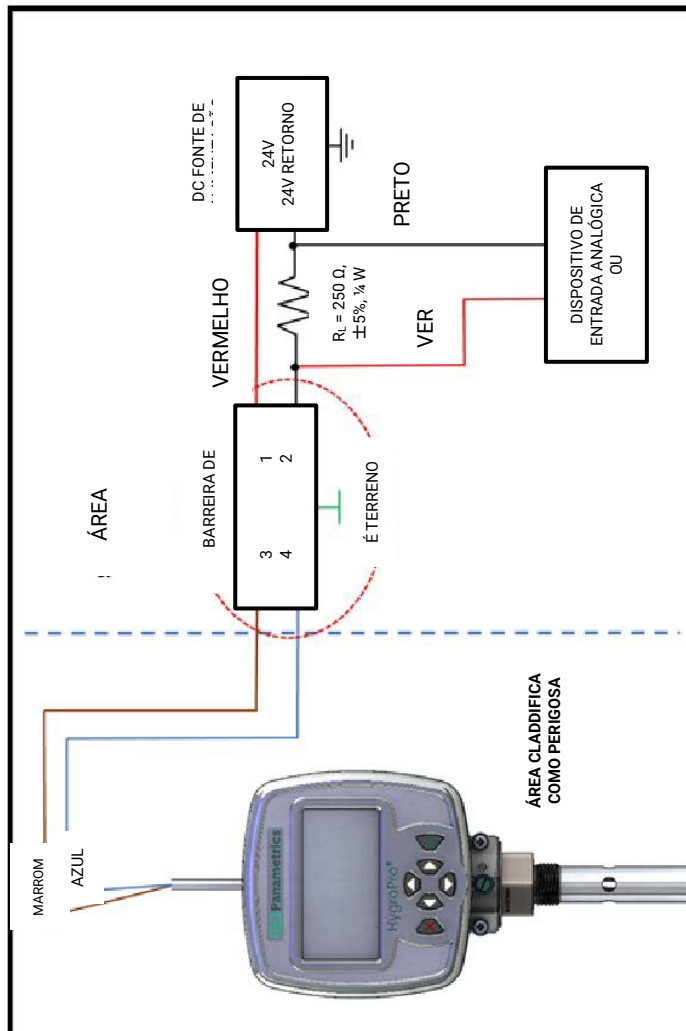 DC FONTE DE
24V
24V RETORNO
VERMELHO
PRETO
RL = 250 Ω,
±5%, ¼ W
VER
DISPOSITIVO DE
ENTRADA ANALÓGICA
OU
ÁREA
BARREIRA DE
1
2
3
4
É TERRENO
MARROM
AZUL
Panametrics
HygroPro®
ÁREA CLADDIFICA
COMO PERIGOSA